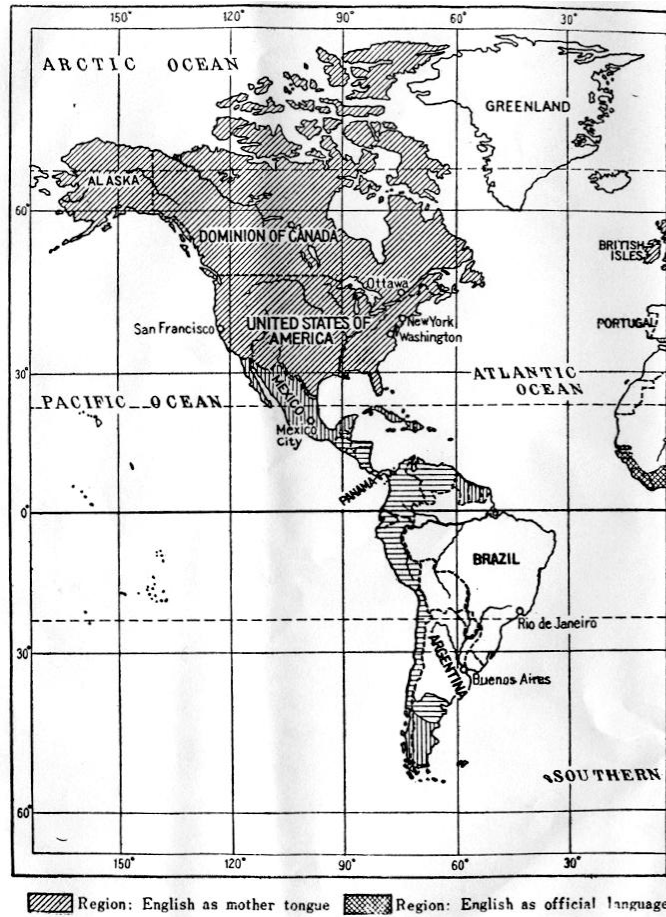 150° 120° 90° 60° 30°
ARCTIC OCEAN
GREENLAND
ALASKA
60°
DOMINION OF CANADA
BRITISH
ISLES
Ottawa
San Francisco
UNITED STATES OF
AMERICA
New York
Washington
PORTUGAL
30°
ATLANTIC
OCEAN
PACIFIC OCEAN
MEXICO
Mexico
City
PANAMA
0°
BRAZIL
Rio de Janeiro
30°
ARGENTINA
Buenos Aires
SOUTHERN
60°
150° 120° 90° 60° 30°
Region: English as mother tongue Region: English as official language